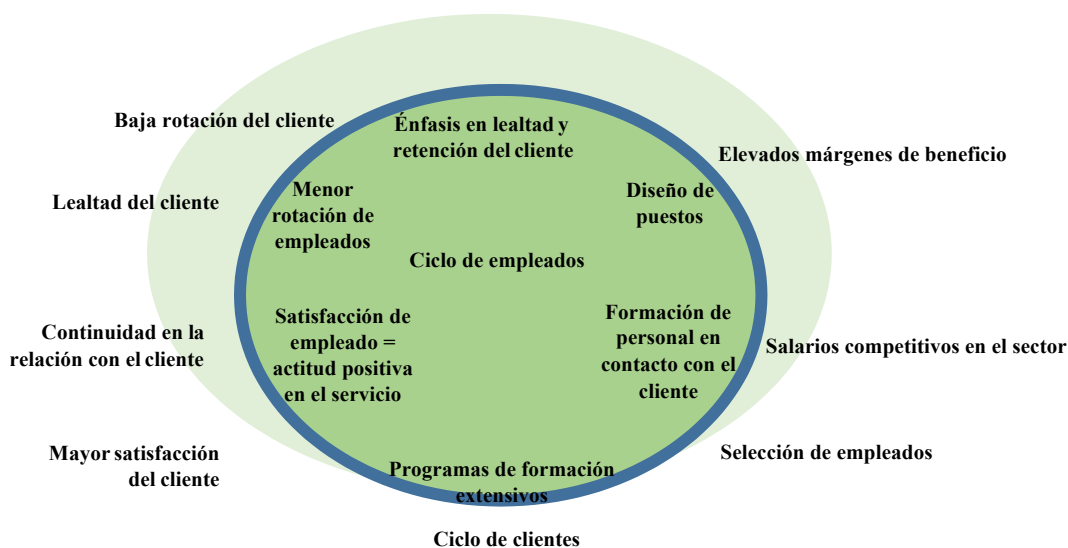 Baja rotación del cliente
Énfasis en lealtad y
retención del cliente
Elevados márgenes de beneficio
Lealtad del cliente
Menor
rotación de
empleados
Diseño de
puestos
Ciclo de empleados
Continuidad en la
relación con el cliente
Satisfacción de
empleado =
actitud positiva
en el servicio
Formación de
personal en
contacto con el
cliente
Salarios competitivos en el sector
Mayor satisfacción
del cliente
Programas de formación
extensivos
Selección de empleados
Ciclo de clientes